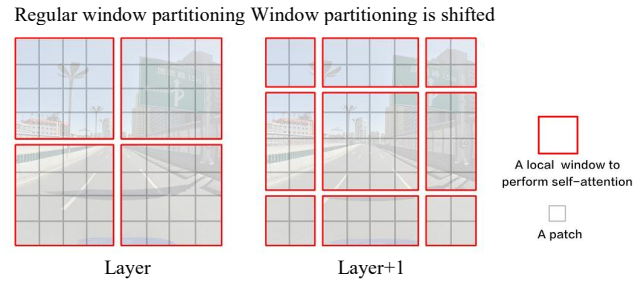 Regular window partitioning Window partitioning is shifted
A local window to
perform self-attention
A patch
Layer
Layer+1